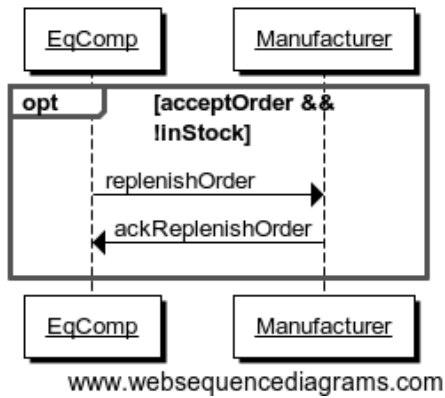 EqComp Manufacturer
opt [acceptOrder &&
!inStock]
replenishOrder
ackReplenishOrder
EqComp Manufacturer
www.websequencediagrams.com